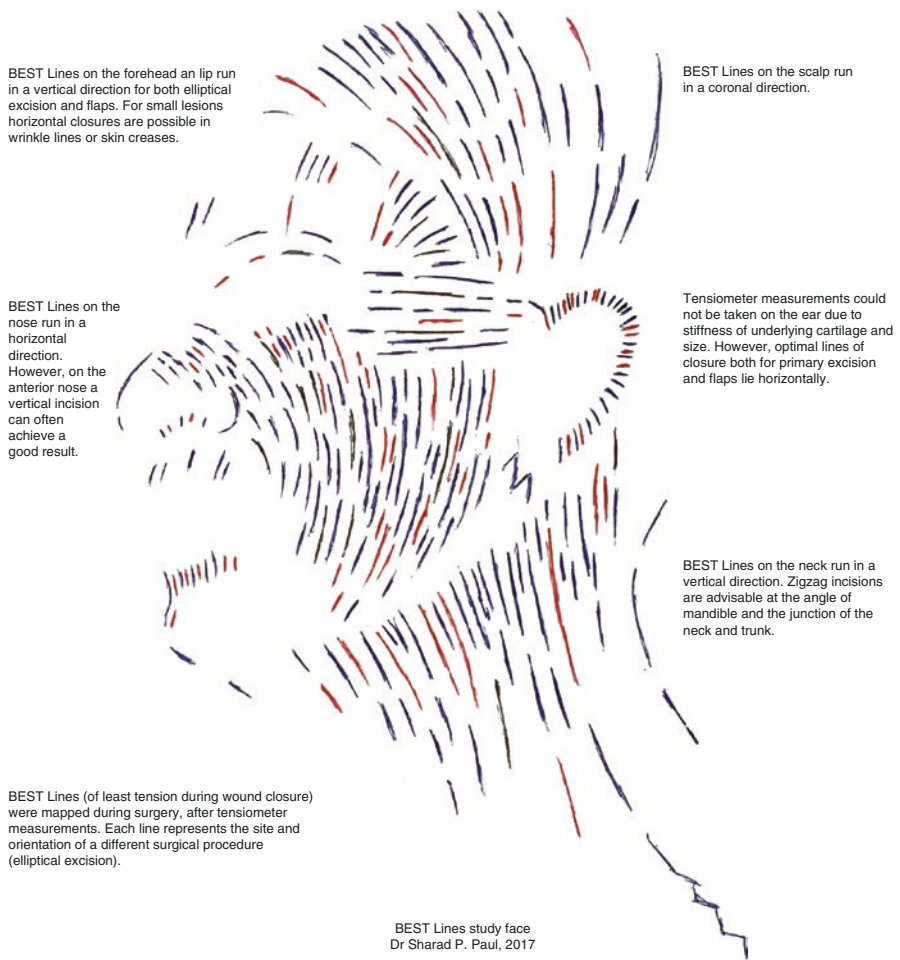 BEST Lines on the forehead an lip run
in a vertical direction for both elliptical
excision and flaps. For small lesions
horizontal closures are possible in
wrinkle lines or skin creases.
BEST Lines on the scalp run
in a coronal direction.
BEST Lines on the
nose run in a
horizontal
direction.
However, on the
anterior nose a
vertical incision
can often
achieve a
good result.
Tensiometer measurements could
not be taken on the ear due to
stiffness of underlying cartilage and
size. However, optimal lines of
closure both for primary excision
and flaps lie horizontally.
BEST Lines on the neck run in a
vertical direction. Zigzag incisions
are advisable at the angle of
mandible and the junction of the
neck and trunk.
BEST Lines (of least tension during wound closure)
were mapped during surgery, after tensiometer
measurements. Each line represents the site and
orientation of a different surgical procedure
(elliptical excision).
BEST Lines study face
Dr Sharad P. Paul, 2017